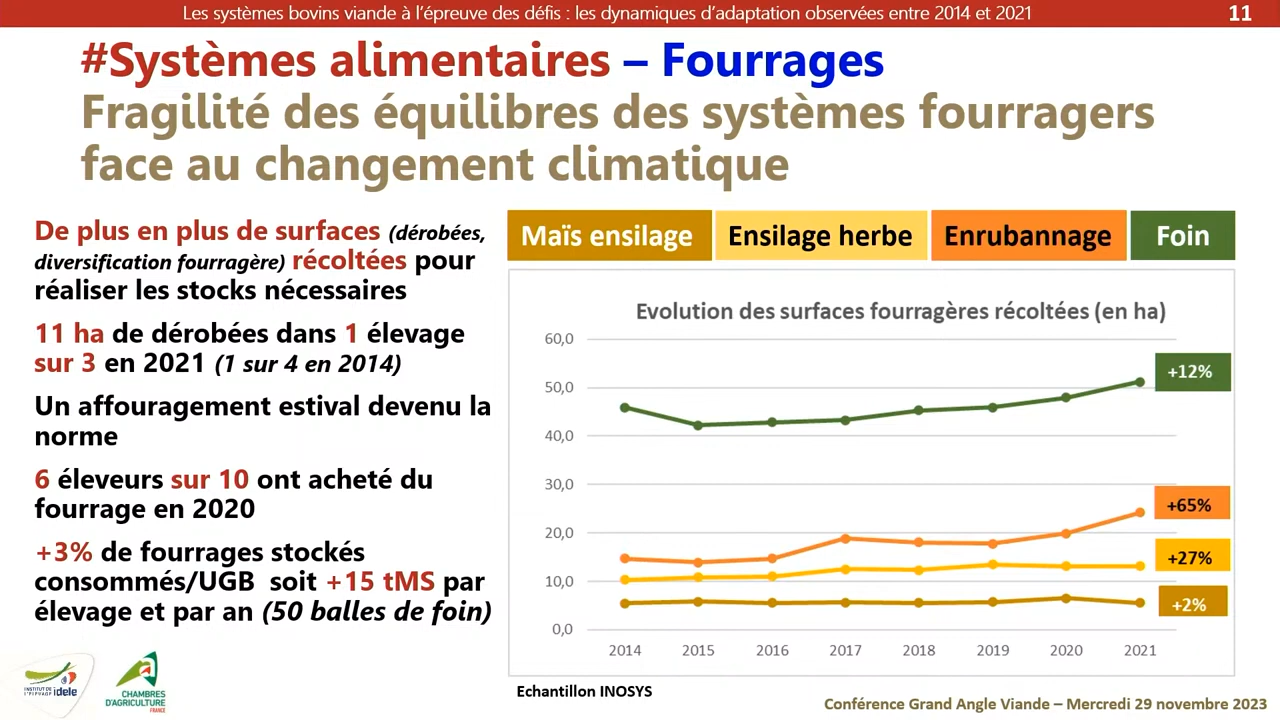 Les systèmes bovins viande à l'épreuve des défis : les dynamiques d'adaptation observées entre 2014 et 2021
11
#Systèmes alimentaires – Fourrages
Fragilité des équilibres des systèmes fourragers
face au changement climatique
De plus en plus de surfaces (dérobées,
diversification fourragère) récoltées pour
réaliser les stocks nécessaires
11 ha de dérobées dans 1 élevage
sur 3 en 2021 (1 sur 4 en 2014)
Un affouragement estival devenu la
norme
6 éleveurs sur 10 ont acheté du
fourrage en 2020
+3% de fourrages stockés
consommés/UGB soit +15 tMS par
élevage et par an (50 balles de foin)
Maïs ensilage
Ensilage herbe
Enrubannage
Foin
Evolution des surfaces fourragères récoltées (en ha)
60,0
50,0
40,0
30,0
20,0
10,0
0,0
+12%
+65%
+27%
+2%
2014 2015 2016 2017 2018 2019 2020 2021
Echantillon INOSYS
INSTITUT DE
L'ÉLEVAGE idele
CHAMBRES
D'AGRICULTURE
FRANCE
Conférence Grand Angle Viande – Mercredi 29 novembre 2023